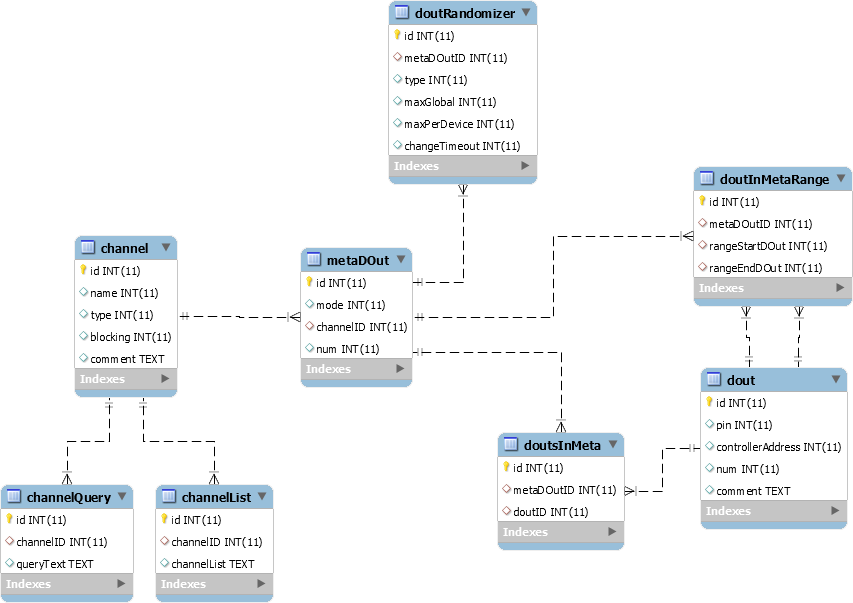 doutRandomizer
id INT(11)
metaDOutID INT(11)
type INT(11)
maxGlobal INT(11)
maxPerDevice INT(11)
changeTimeout INT(11)
Indexes
doutInMetaRange
id INT(11)
metaDOutID INT(11)
rangeStartDOut INT(11)
rangeEndDOut INT(11)
Indexes
channel
id INT(11)
name INT(11)
type INT(11)
blocking INT(11)
comment TEXT
Indexes
metaDOut
id INT(11)
mode INT(11)
channelID INT(11)
num INT(11)
Indexes
dout
id INT(11)
pin INT(11)
controllerAddress INT(11)
num INT(11)
comment TEXT
Indexes
doutsInMeta
id INT(11)
metaDOutID INT(11)
doutID INT(11)
Indexes
channelQuery
id INT(11)
channelID INT(11)
queryText TEXT
Indexes
channelList
id INT(11)
channelID INT(11)
channelList TEXT
Indexes